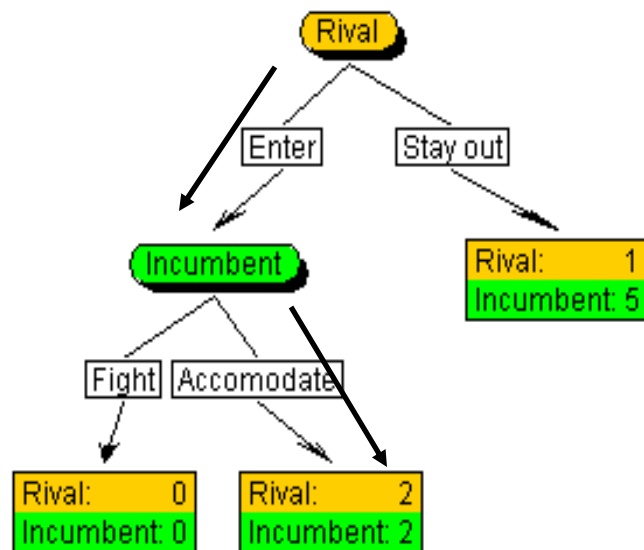 Rival
Enter
Stay out
Incumbent
Rival: 1
Incumbent: 5
Fight
Accomodate
Rival: 0
Incumbent: 0
Rival: 2
Incumbent: 2